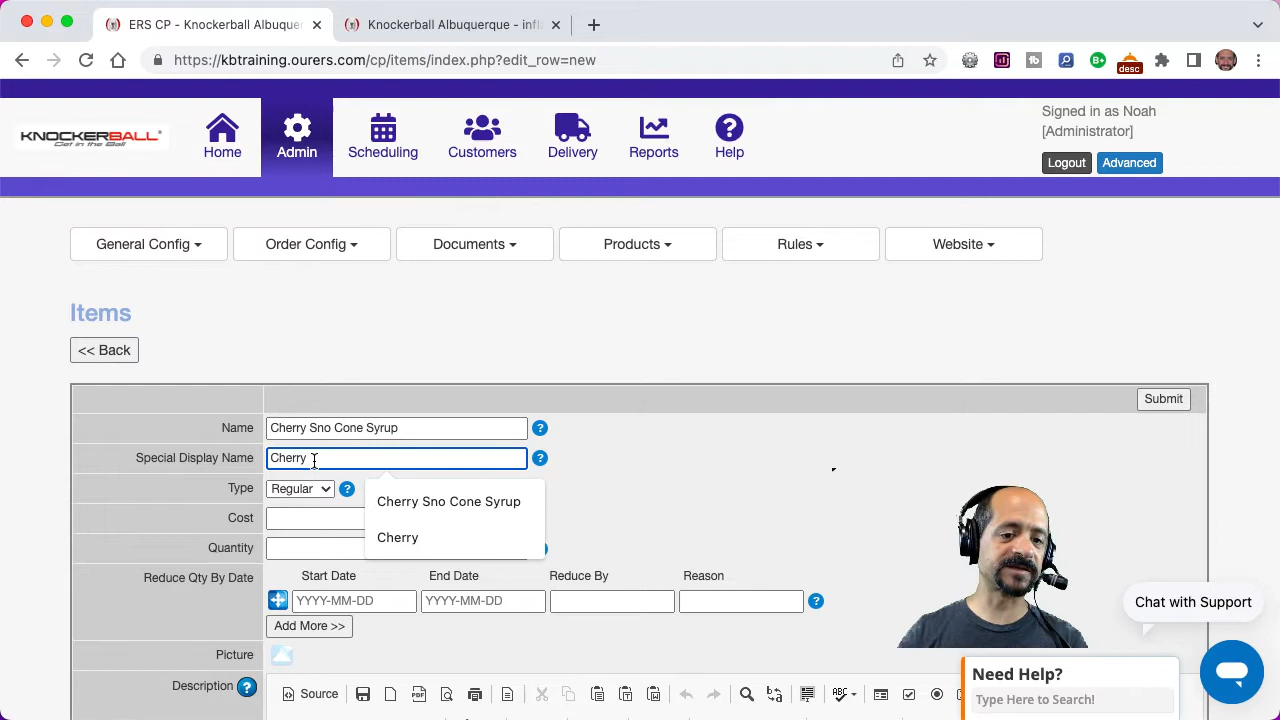 ERS CP - Knockerball Albuquer
Knockerball Albuquerque - infl
https://kbtraining.ourers.com/cp/items/index.php?edit_row=new
B+
desc
KNOCKERBALL
Get in the Ball
Home
Admin
Scheduling
Customers
Delivery
Reports
Help
Signed in as Noah
[Administrator]
Logout
Advanced
General Config
Order Config
Documents
Products
Rules
Website
Items
<< Back
Submit
Name Cherry Sno Cone Syrup ?
Special Display Name Cherry ?
Type Regular ?
Cherry Sno Cone Syrup
Cost
Cherry
Quantity
Reduce Qty By Date Start Date End Date Reduce By Reason
YYYY-MM-DD YYYY-MM-DD ?
Add More >>
Picture
Description ?
Source
PDF
ABC
Chat with Support
Need Help?
Type Here to Search!